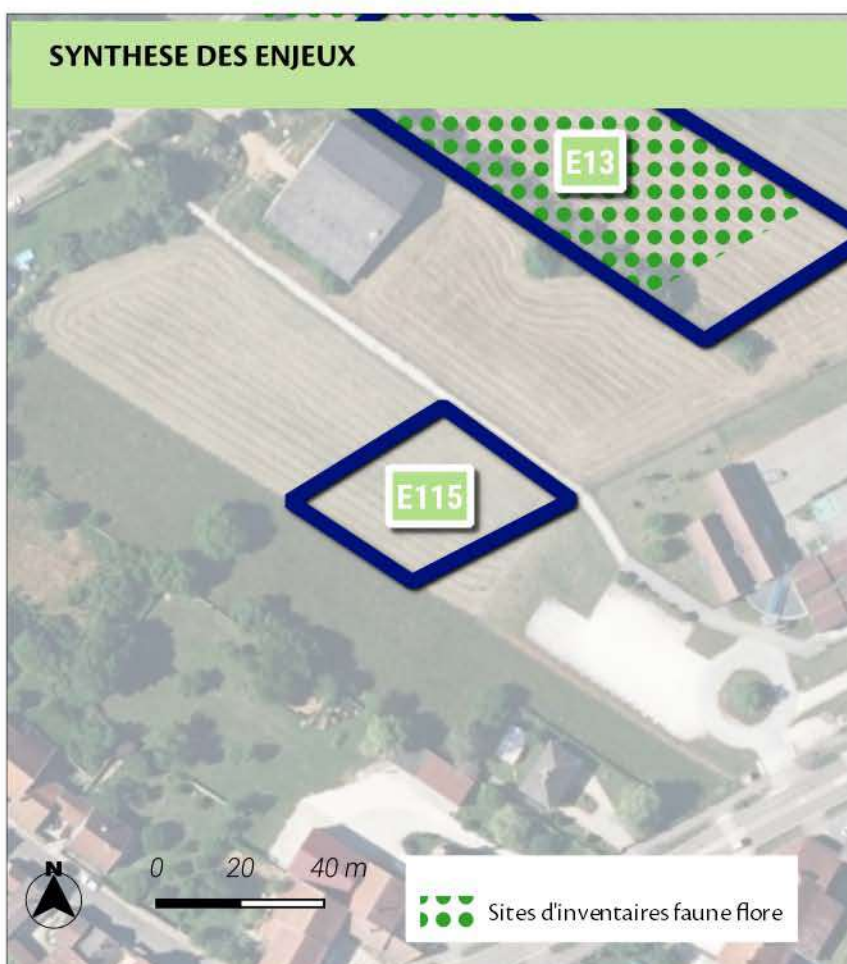 SYNTHESE DES ENJEUX
E13
E115
N
0 20 40 m
Sites d'inventaires faune flore